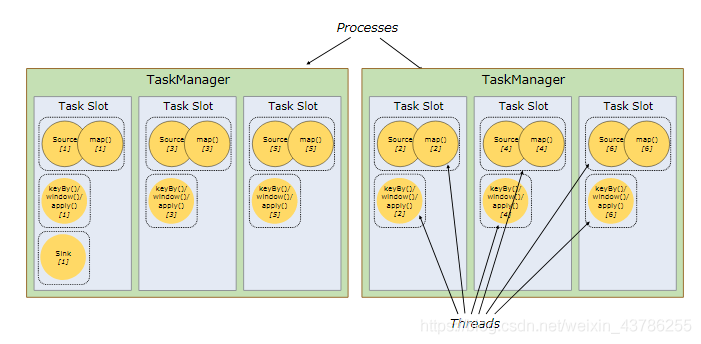 Processes
TaskManager
Task Slot
Source
[1]
map()
[1]
keyBy()/
window()/
apply()
[1]
Sink
[1]
Task Slot
Source
[3]
map()
[3]
keyBy()/
window()/
apply()
[3]
Task Slot
Source
[5]
map()
[5]
keyBy()/
window()/
apply()
[5]
TaskManager
Task Slot
Source
[2]
map()
[2]
keyBy()/
window()/
apply()
[2]
Task Slot
Source
[4]
map()
[4]
keyBy()/
window()/
apply()
[4]
Task Slot
Source
[6]
map()
[6]
keyBy()/
window()/
apply()
[6]
Threads
https://blog.csdn.net/weixin_43786255